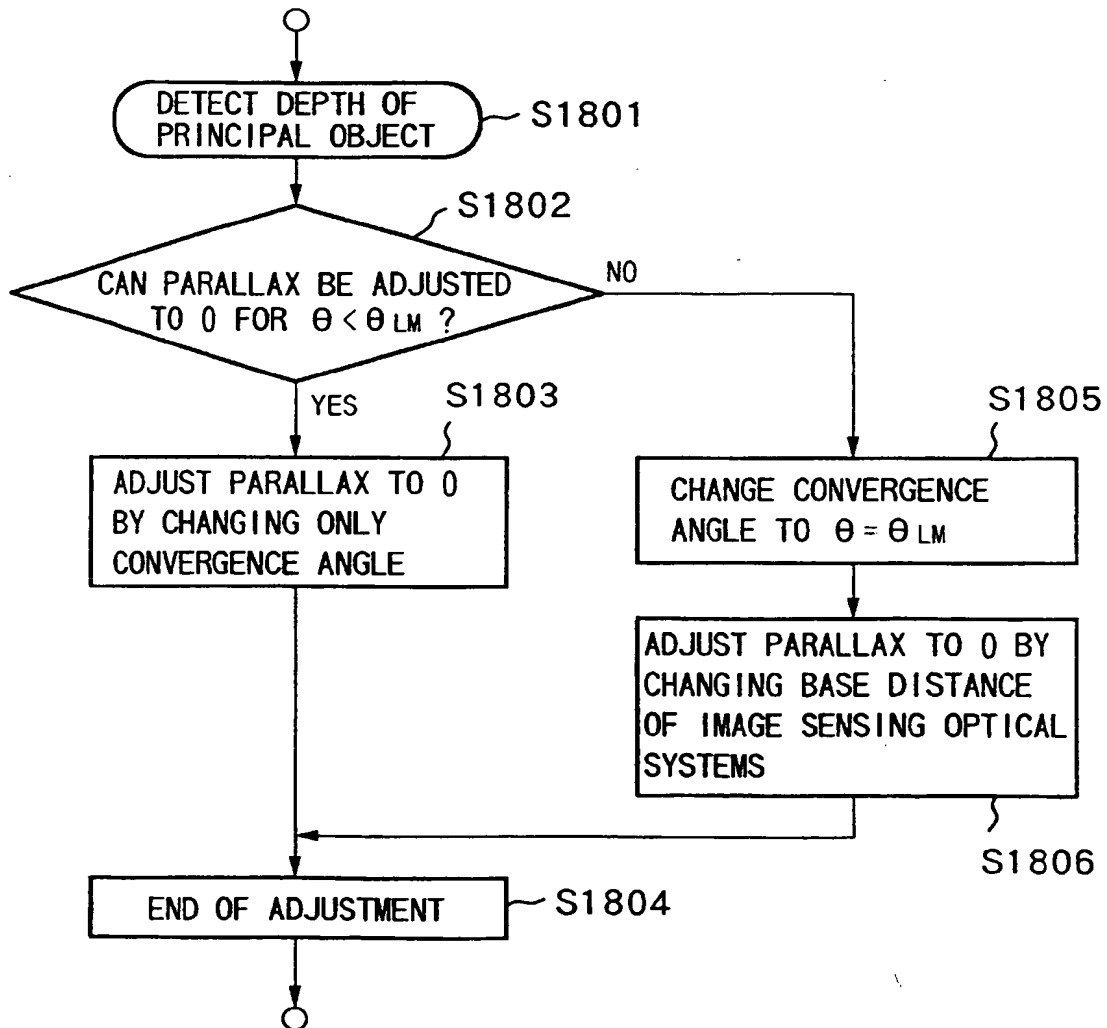 DETECT DEPTH OF
PRINCIPAL OBJECT
S1801
S1802
CAN PARALLAX BE ADJUSTED
TO 0 FOR θ < θLM ?
NO
YES
S1803
ADJUST PARALLAX TO 0
BY CHANGING ONLY
CONVERGENCE ANGLE
S1805
CHANGE CONVERGENCE
ANGLE TO θ = θLM
ADJUST PARALLAX TO 0 BY
CHANGING BASE DISTANCE
OF IMAGE SENSING OPTICAL
SYSTEMS
S1806
END OF ADJUSTMENT
S1804